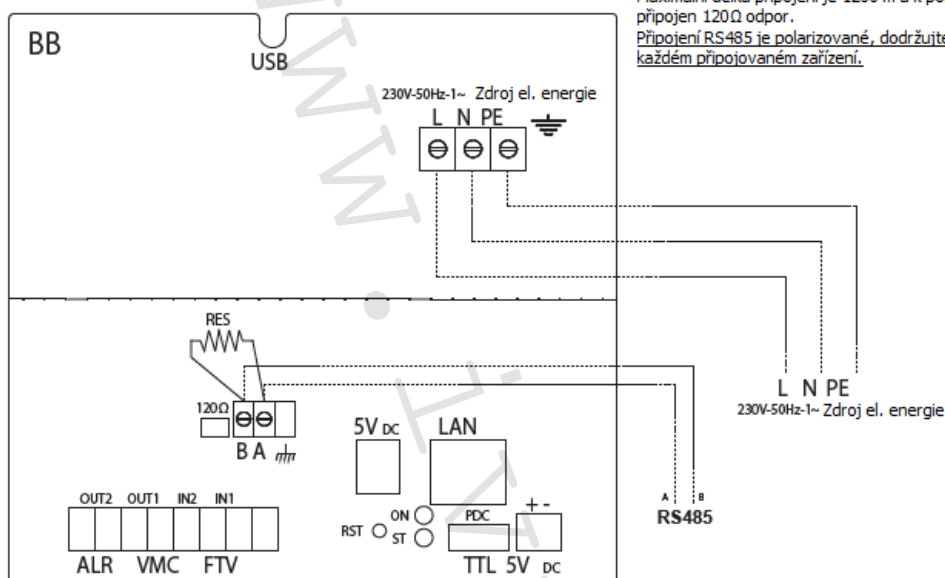 připojen 120Ω odpor.
Připojení RS485 je polarizované, dodržujte
každém připojovaném zařízení.
BB
USB
230V-50Hz-1~ Zdroj el. energie
L N PE
RES
120Ω
B A
5V DC
LAN
L N PE
230V-50Hz-1~ Zdroj el. energie
OUT2 OUT1 IN2 IN1
ALR VMC FTV
RST
ON
ST
PDC
TTL
+ -
5V DC
A B
RS485